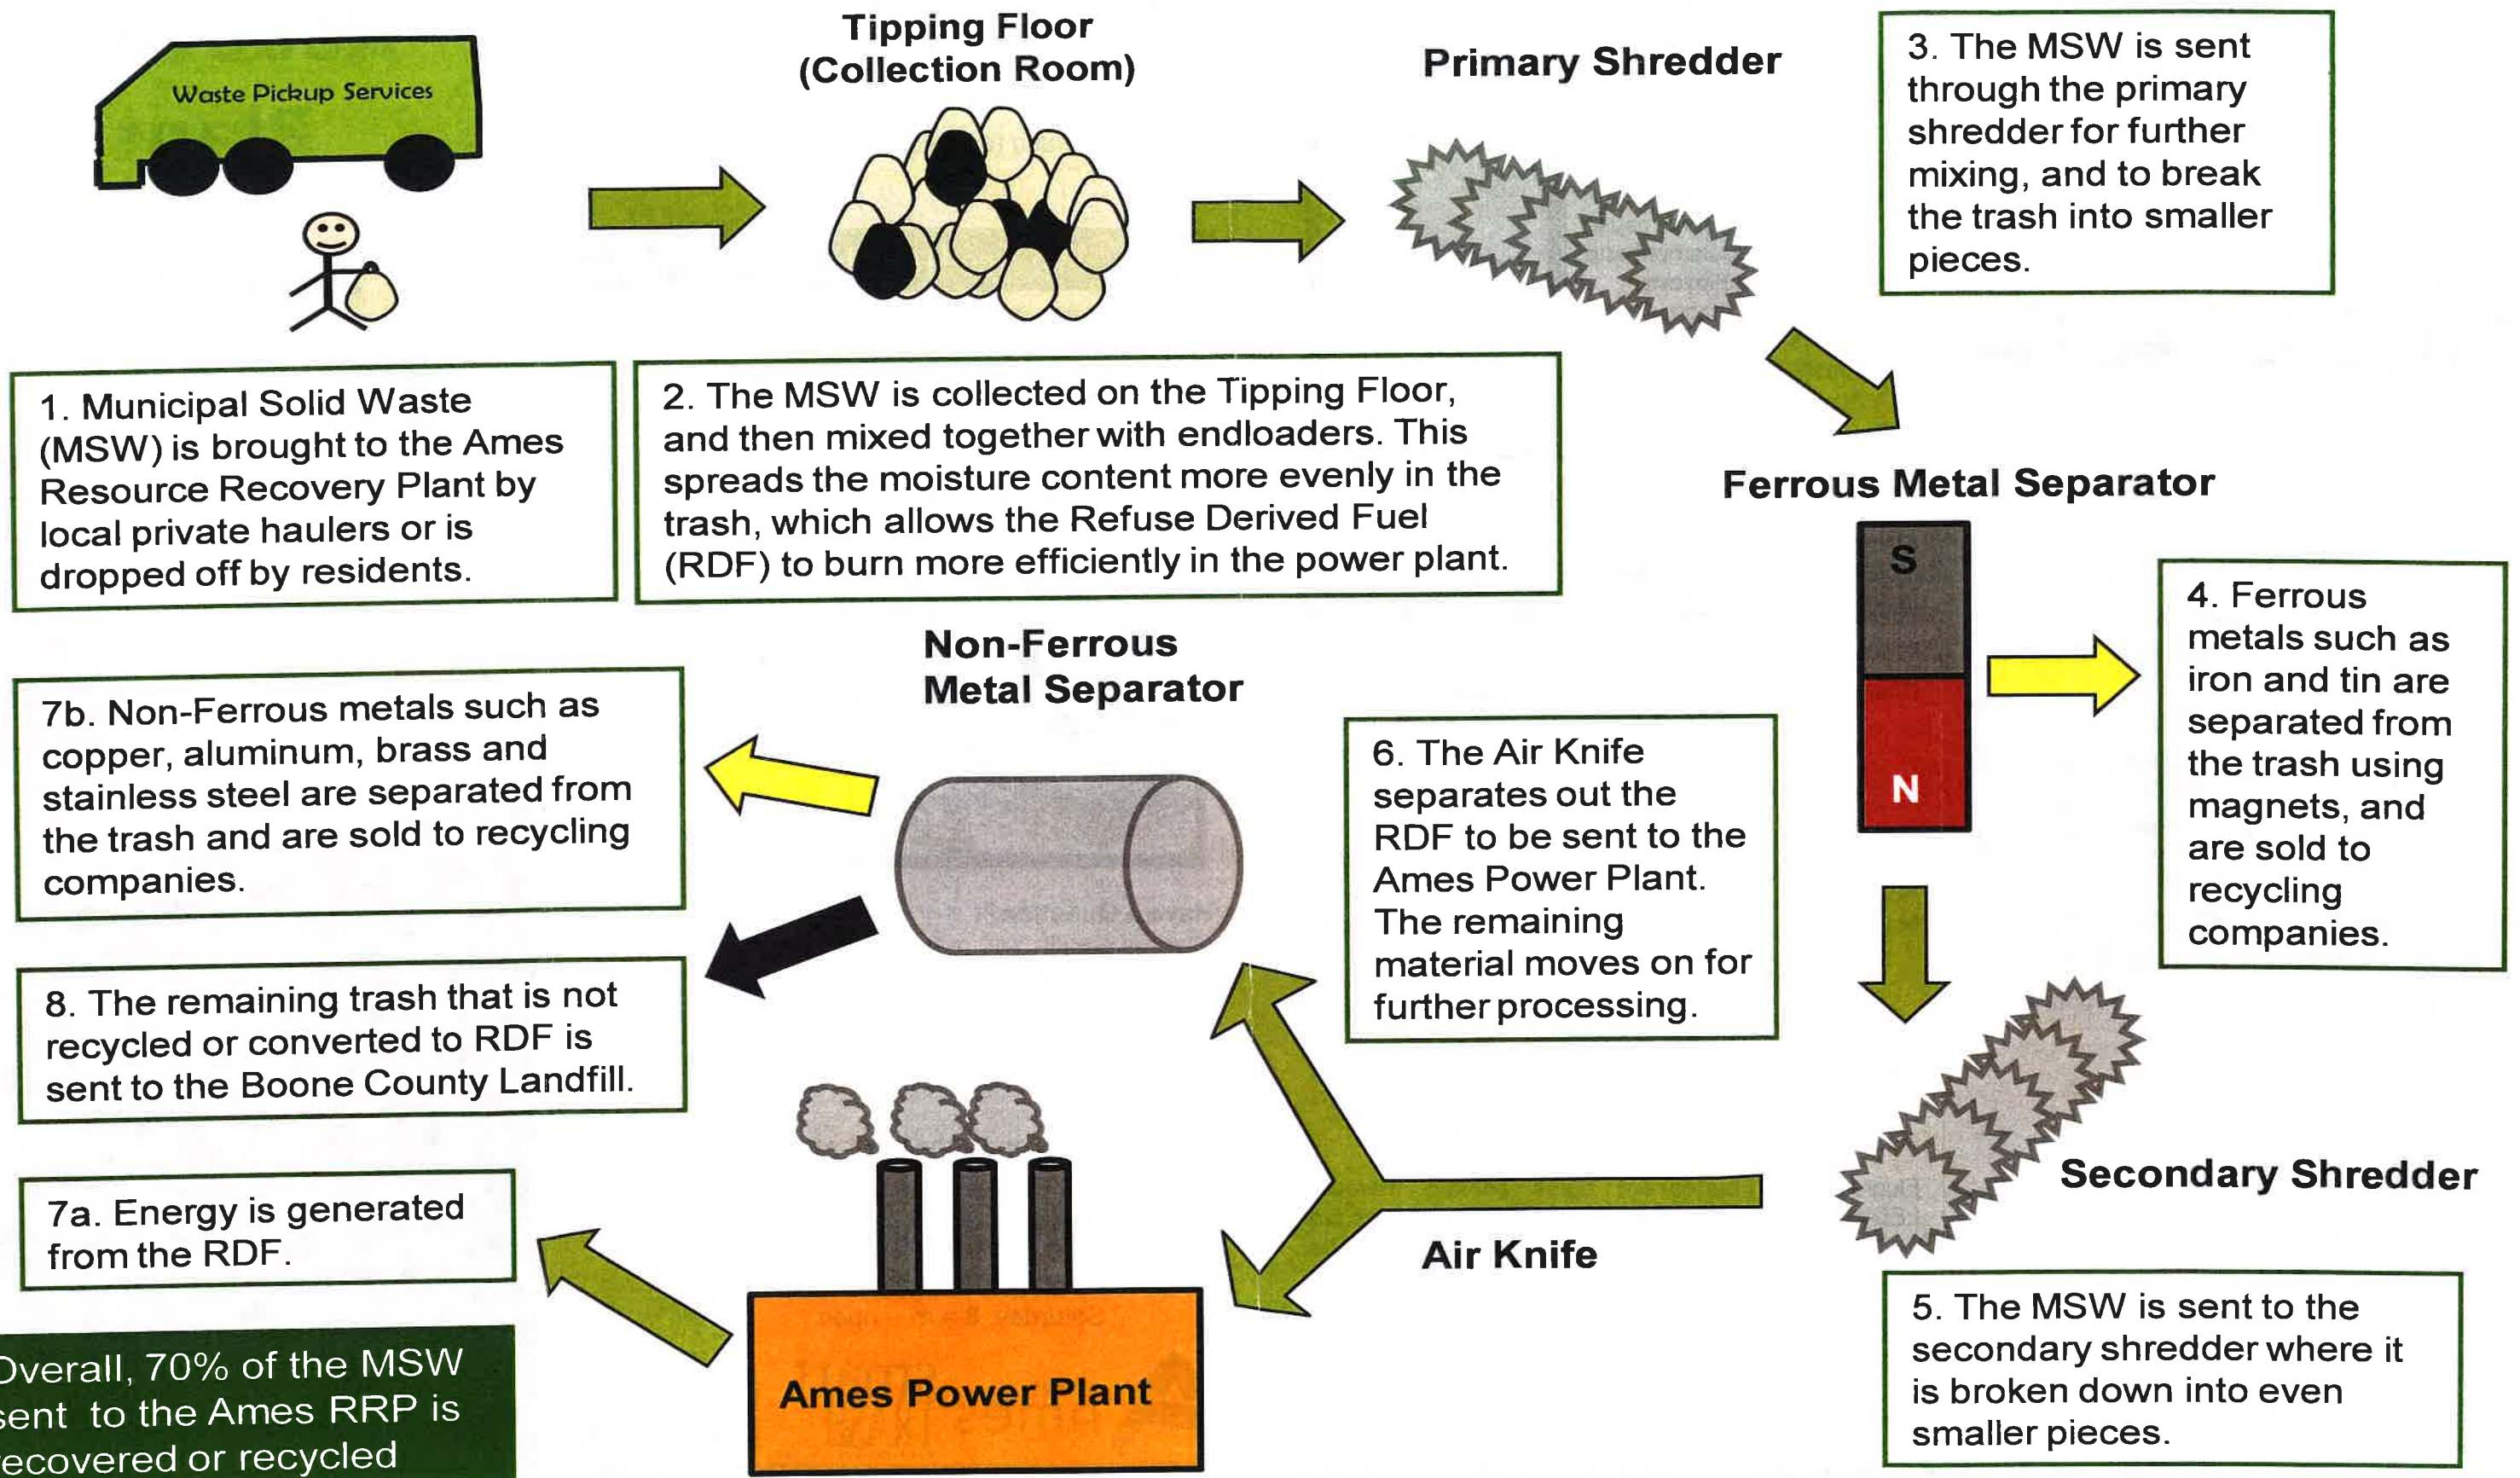 Waste Pickup Services
Tipping Floor
(Collection Room)
Primary Shredder
3. The MSW is sent
through the primary
shredder for further
mixing, and to break
the trash into smaller
pieces.
1. Municipal Solid Waste
(MSW) is brought to the Ames
Resource Recovery Plant by
local private haulers or is
dropped off by residents.
2. The MSW is collected on the Tipping Floor,
and then mixed together with endloaders. This
spreads the moisture content more evenly in the
trash, which allows the Refuse Derived Fuel
(RDF) to burn more efficiently in the power plant.
Ferrous Metal Separator
S
N
4. Ferrous
metals such as
iron and tin are
separated from
the trash using
magnets, and
are sold to
recycling
companies.
Non-Ferrous
Metal Separator
7b. Non-Ferrous metals such as
copper, aluminum, brass and
stainless steel are separated from
the trash and are sold to recycling
companies.
6. The Air Knife
separates out the
RDF to be sent to the
Ames Power Plant.
The remaining
material moves on for
further processing.
8. The remaining trash that is not
recycled or converted to RDF is
sent to the Boone County Landfill.
Secondary Shredder
Air Knife
7a. Energy is generated
from the RDF.
Ames Power Plant
5. The MSW is sent to the
secondary shredder where it
is broken down into even
smaller pieces.
Overall, 70% of the MSW
sent to the Ames RRP is
recovered or recycled